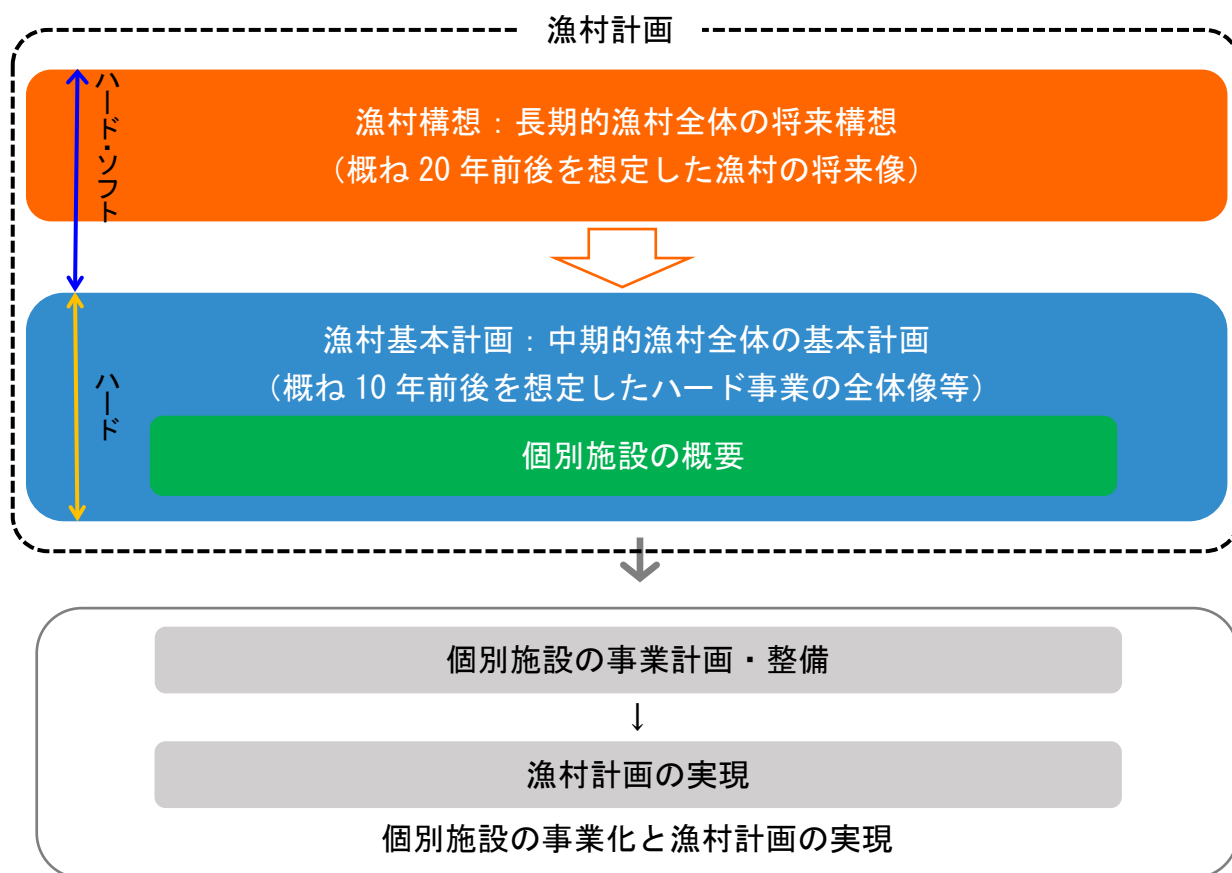 漁村計画
ハード・ソフト
漁村構想：長期的漁村全体の将来構想
（概ね 20 年前後を想定した漁村の将来像）
ハード
漁村基本計画：中期的漁村全体の基本計画
（概ね 10 年前後を想定したハード事業の全体像等）
個別施設の概要
個別施設の事業計画・整備
↓
漁村計画の実現
個別施設の事業化と漁村計画の実現